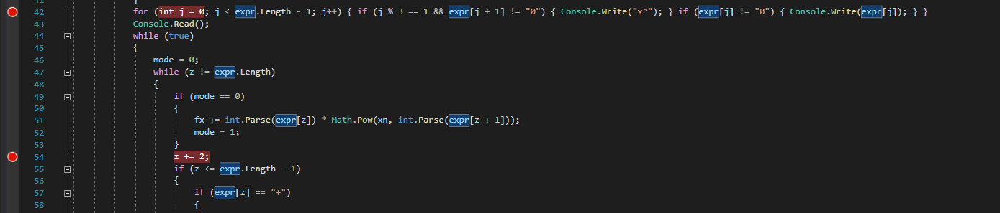 42 for (int j = 0; j < expr.Length - 1; j++) { if (j % 3 == 1 && expr[j + 1] != "0") { Console.Write("x^"); } if (expr[j] != "0") { Console.Write(expr[j]); } }
43 Console.Read();
44 while (true)
45 {
46 mode = 0;
47 while (z != expr.Length)
48 {
49 if (mode == 0)
50 {
51 fx += int.Parse(expr[z]) * Math.Pow(xn, int.Parse(expr[z + 1]));
52 mode = 1;
53 }
54 z += 2;
55 if (z <= expr.Length - 1)
56 {
57 if (expr[z] == "+")
58 {